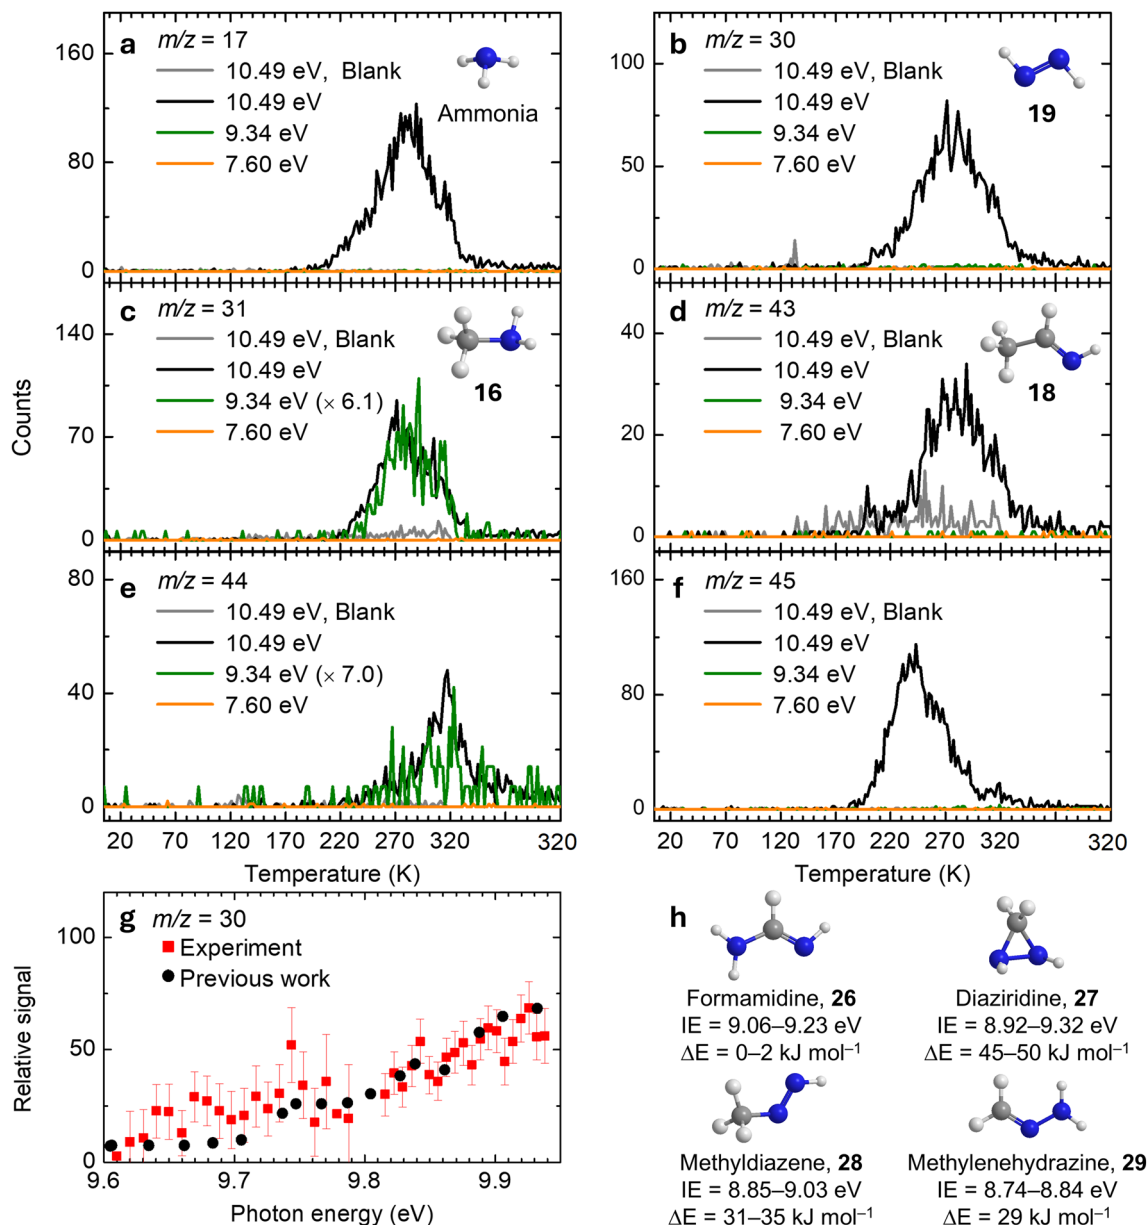 a m/z = 17
10.49 eV, Blank
10.49 eV
9.34 eV
7.60 eV
Ammonia
160
80
0
b m/z = 30
10.49 eV, Blank
10.49 eV
9.34 eV
7.60 eV
19
100
50
0
c m/z = 31
10.49 eV, Blank
10.49 eV
9.34 eV (× 6.1)
7.60 eV
16
140
70
0
d m/z = 43
10.49 eV, Blank
10.49 eV
9.34 eV
7.60 eV
18
40
20
0
Counts
e m/z = 44
10.49 eV, Blank
10.49 eV
9.34 eV (× 7.0)
7.60 eV
80
40
0
20 70 120 170 220 270 320 320
Temperature (K)
f m/z = 45
10.49 eV, Blank
10.49 eV
9.34 eV
7.60 eV
160
80
0
20 70 120 170 220 270 320 320
Temperature (K)
g m/z = 30
Experiment
Previous work
100
50
0
Relative signal
9.6 9.7 9.8 9.9
Photon energy (eV)
h
Formamidine, 26
IE = 9.06–9.23 eV
ΔE = 0–2 kJ mol⁻¹
Diaziridine, 27
IE = 8.92–9.32 eV
ΔE = 45–50 kJ mol⁻¹
Methyldiazene, 28
IE = 8.85–9.03 eV
ΔE = 31–35 kJ mol⁻¹
Methylenehydrazine, 29
IE = 8.74–8.84 eV
ΔE = 29 kJ mol⁻¹